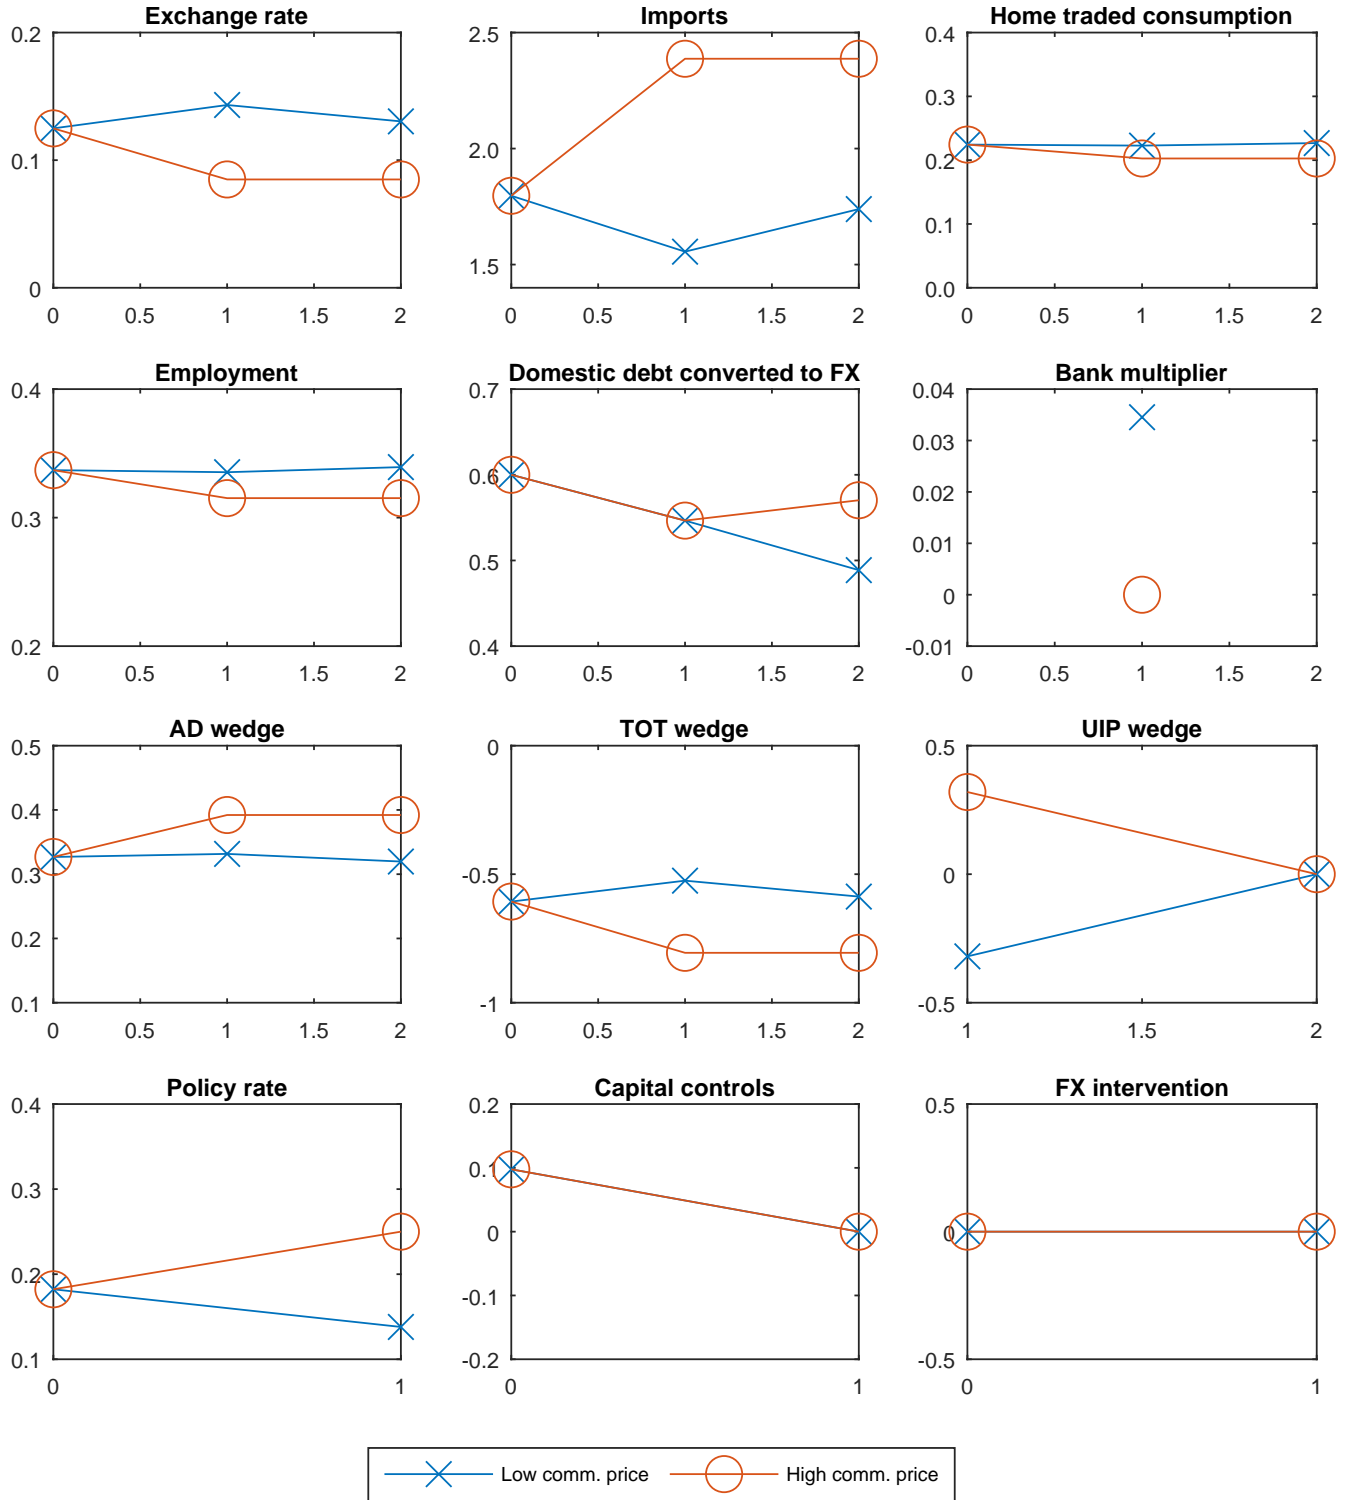 Exchange rate
0.2
0.1
0
0 0.5 1 1.5 2
Imports
2.5
2.0
1.5
0 0.5 1 1.5 2
Home traded consumption
0.4
0.3
0.2
0.1
0.0
0 0.5 1 1.5 2
Employment
0.4
0.3
0.2
0 0.5 1 1.5 2
Domestic debt converted to FX
0.7
0.6
0.5
0.4
0 0.5 1 1.5 2
Bank multiplier
0.04
0.03
0.02
0.01
0
-0.01
0 0.5 1 1.5 2
AD wedge
0.5
0.4
0.3
0.2
0.1
0 0.5 1 1.5 2
TOT wedge
0
-0.5
-1
0 0.5 1 1.5 2
UIP wedge
0.5
0
-0.5
1 1.5 2
Policy rate
0.4
0.3
0.2
0.1
0 1
Capital controls
0.2
0.1
0
-0.1
-0.2
0 1
FX intervention
0.5
0
-0.5
0 1
Low comm. price High comm. price